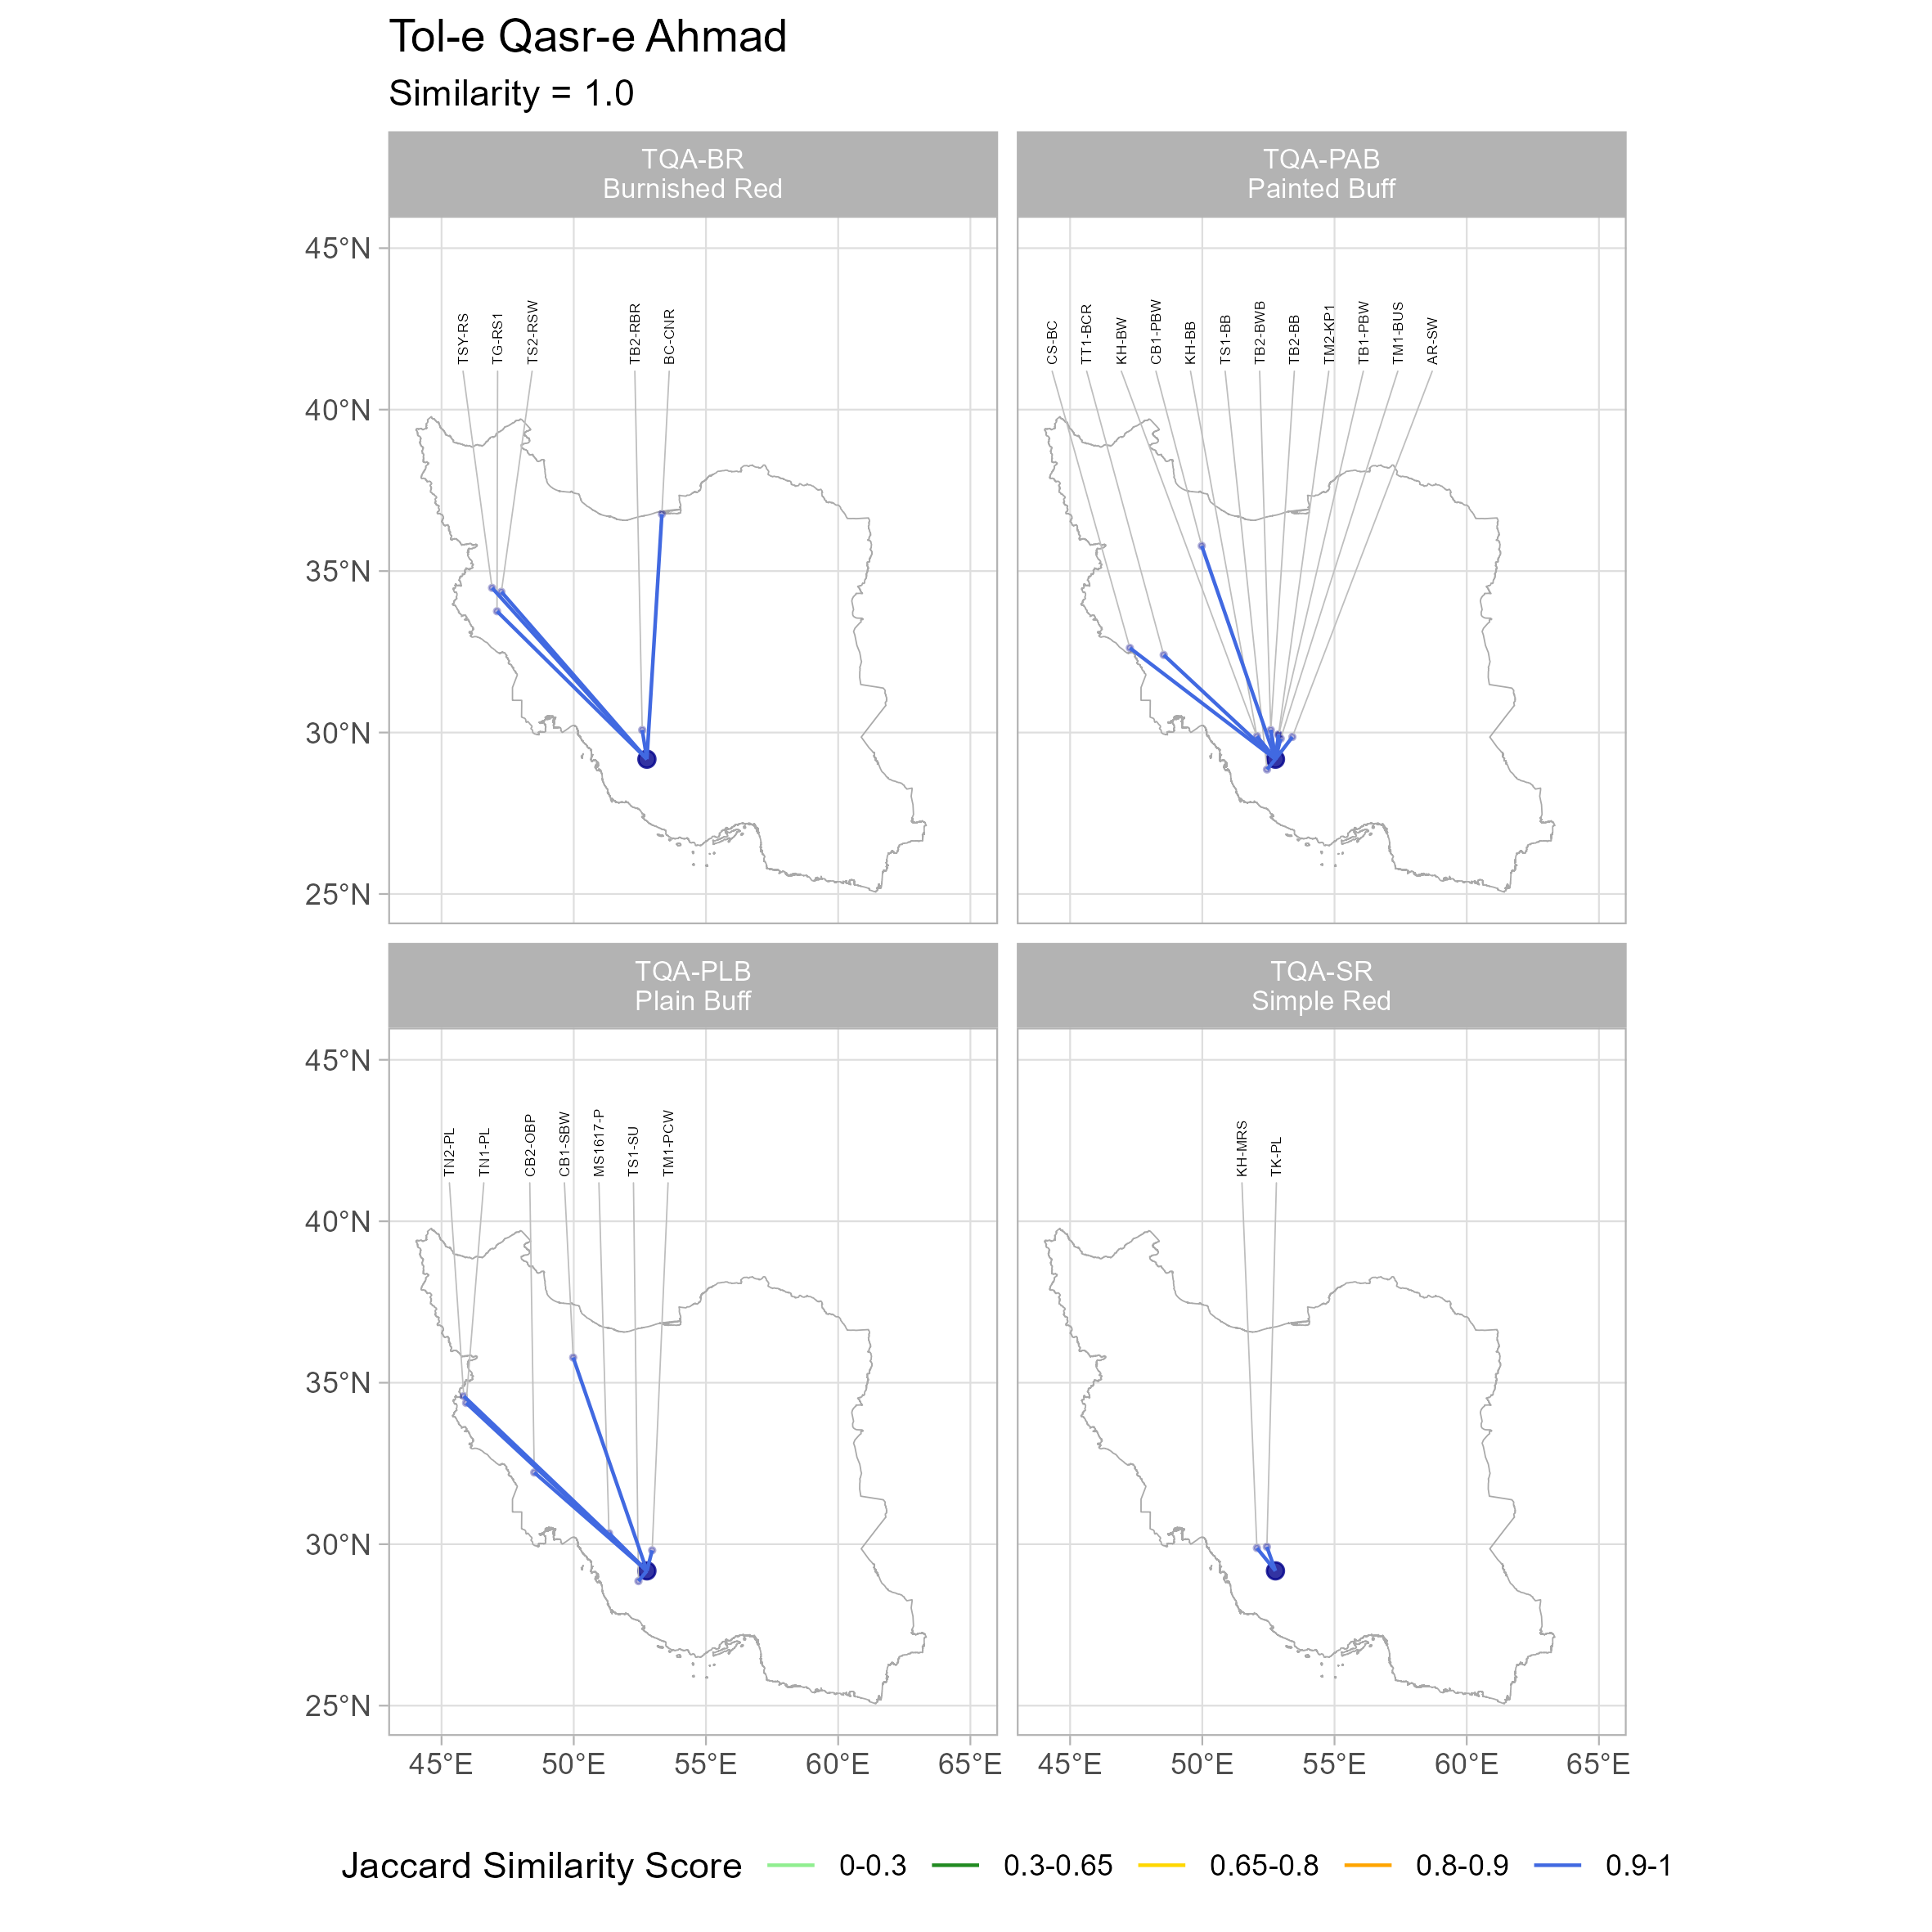 Tol-e Qasr-e Ahmad
Similarity = 1.0
TQA-BR
Burnished Red
TQA-PAB
Painted Buff
45°N
40°N
35°N
30°N
25°N
TSY-RS
TG-RS1
TS2-RSW
TB2-RBR
BC-CNR
CS-BC
TT1-BCR
KH-BW
CB1-PBW
KH-BB
TS1-BB
TB2-BWB
TB2-BB
TM2-KP1
TB1-PBW
TM1-BUS
AR-SW
TQA-PLB
Plain Buff
TQA-SR
Simple Red
45°N
40°N
35°N
30°N
25°N
TN2-PL
TN1-PL
CB2-OBP
CB1-SBW
MS1617-P
TS1-SU
TM1-PCW
KH-MRS
TK-PL
45°E 50°E 55°E 60°E 65°E
45°E 50°E 55°E 60°E 65°E
Jaccard Similarity Score 0-0.3 0.3-0.65 0.65-0.8 0.8-0.9 0.9-1